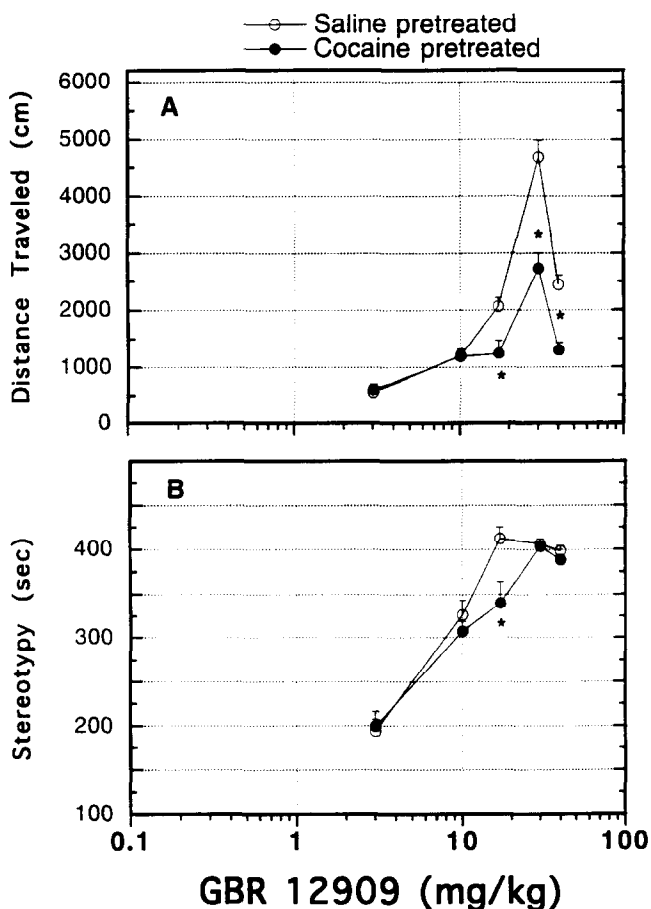 Saline pretreated
Cocaine pretreated
A
6000
5000
4000
3000
2000
1000
0
Distance Traveled (cm)
*
*
*
B
400
300
200
100
Stereotypy (sec)
*
0.1
1
10
100
GBR 12909 (mg/kg)